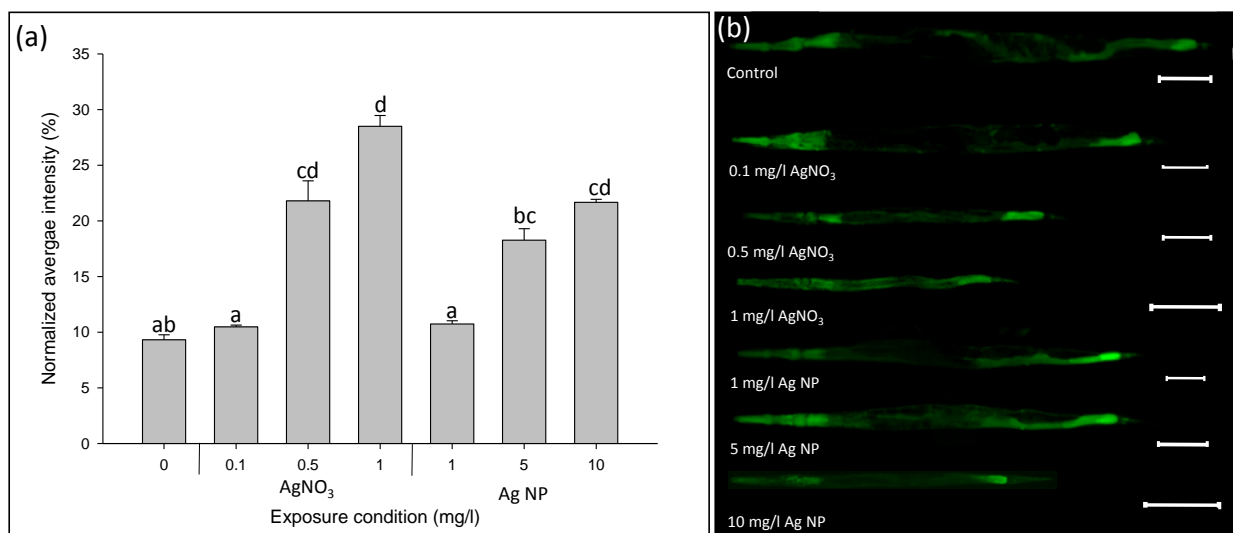 (a)
35
30
25
20
15
10
5
0
Normalized avergae intensity (%)
ab
a
cd
d
a
bc
cd
0
0.1
0.5
1
1
5
10
AgNO₃
Ag NP
Exposure condition (mg/l)
(b)
Control
0.1 mg/l AgNO₃
0.5 mg/l AgNO₃
1 mg/l AgNO₃
1 mg/l Ag NP
5 mg/l Ag NP
10 mg/l Ag NP